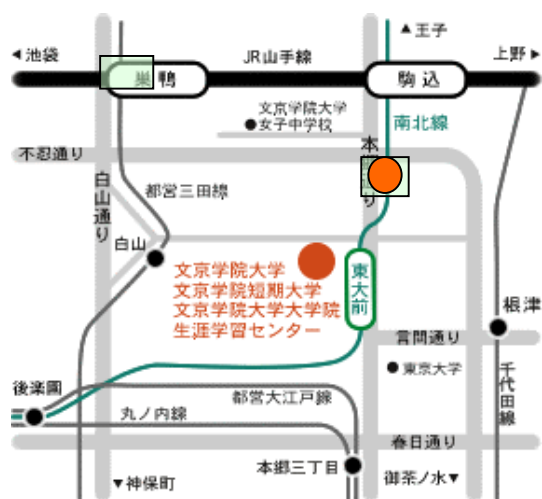 ▲王子
◀池袋
JR山手線
上野▶
巣鴨
駒込
文京学院大学
●女子中学校
南北線
不忍通り
本
り
白山通り
都営三田線
白山
文京学院大学
文京学院短期大学
文京学院大学大学院
生涯学習センター
東大前
根津
言問通り
●東京大学
後楽園
都営大江戸線
千代田線
丸ノ内線
春日通り
本郷三丁目
御茶ノ水▼
▼神保町